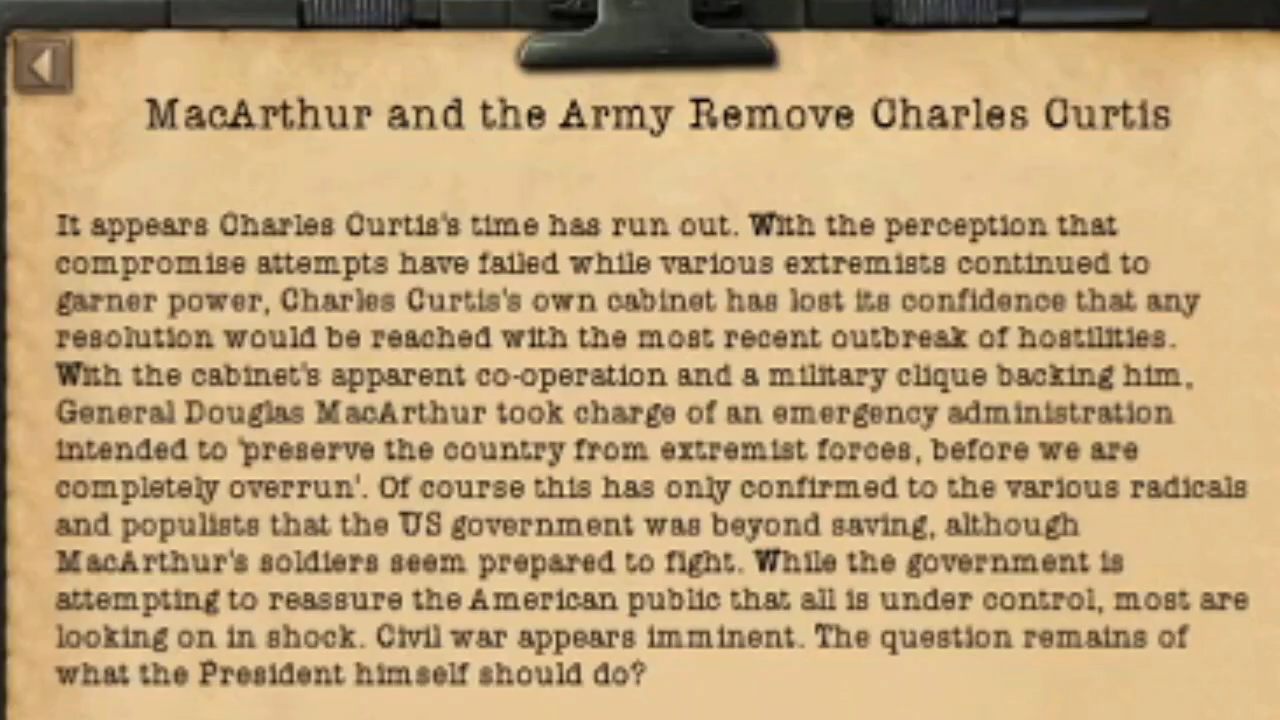 MacArthur and the Army Remove Charles Curtis
It appears Charles Curtis's time has run out. With the perception that
compromise attempts have failed while various extremists continued to
garner power, Charles Curtis's own cabinet has lost its confidence that any
resolution would be reached with the most recent outbreak of hostilities.
With the cabinet's apparent co-operation and a military clique backing him,
General Douglas MacArthur took charge of an emergency administration
intended to 'preserve the country from extremist forces, before we are
completely overrun'. Of course this has only confirmed to the various radicals
and populists that the US government was beyond saving, although
MacArthur's soldiers seem prepared to fight. While the government is
attempting to reassure the American public that all is under control, most are
looking on in shock. Civil war appears imminent. The question remains of
what the President himself should do?